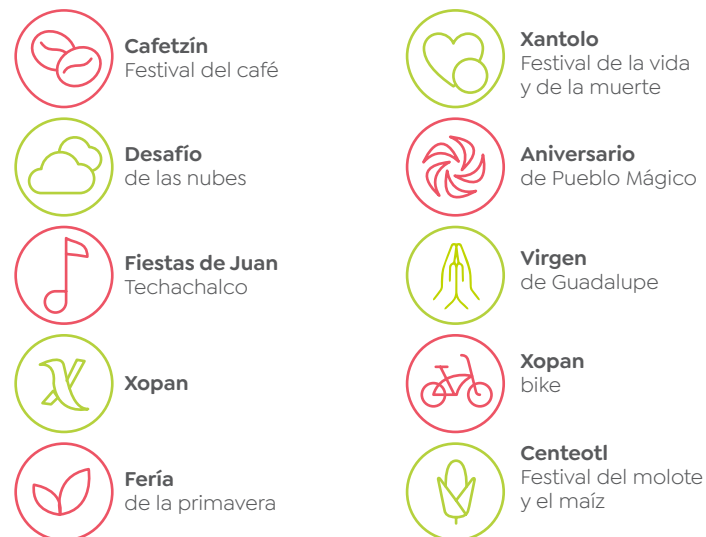 Cafetzín
Festival del café
Desafío
de las nubes
Fiestas de Juan
Techachalco
Xopan
Fería
de la primavera
Xantolo
Festival de la vida
y de la muerte
Aniversario
de Pueblo Mágico
Virgen
de Guadalupe
Xopan
bike
Centeotl
Festival del molote
y el maíz